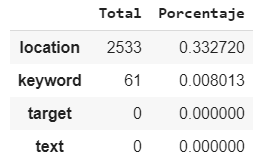 Total Porcentaje
location 2533 0.332720
keyword 61 0.008013
target 0 0.000000
text 0 0.000000